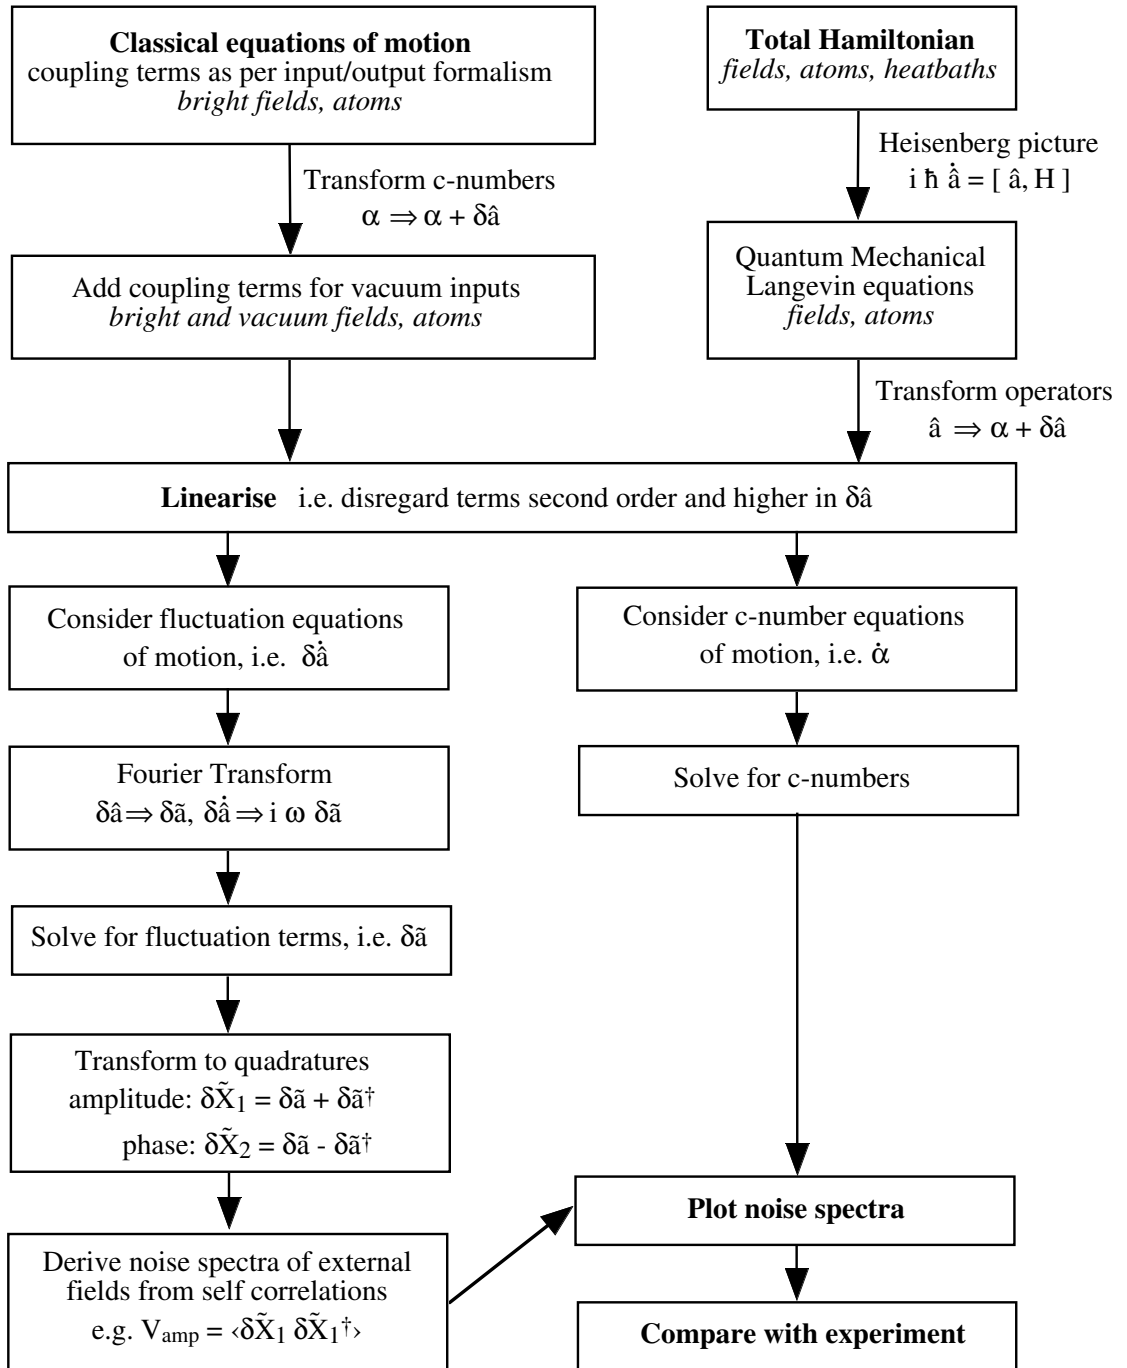 Classical equations of motion
coupling terms as per input/output formalism
bright fields, atoms
Total Hamiltonian
fields, atoms, heatbaths
Transform c-numbers
α ⇒ α + δâ
Heisenberg picture
i ħ â̇ = [ â, H ]
Add coupling terms for vacuum inputs
bright and vacuum fields, atoms
Quantum Mechanical
Langevin equations
fields, atoms
Transform operators
â ⇒ α + δâ
Linearise i.e. disregard terms second order and higher in δâ
Consider fluctuation equations
of motion, i.e. δâ̇
Consider c-number equations
of motion, i.e. α̇
Fourier Transform
δâ ⇒ δã, δâ̇ ⇒ i ω δã
Solve for c-numbers
Solve for fluctuation terms, i.e. δã
Transform to quadratures
amplitude: δX̃₁ = δã + δã†
phase: δX̃₂ = δã - δã†
Plot noise spectra
Derive noise spectra of external
fields from self correlations
e.g. Vamp = ‹δX̃₁ δX̃₁†›
Compare with experiment